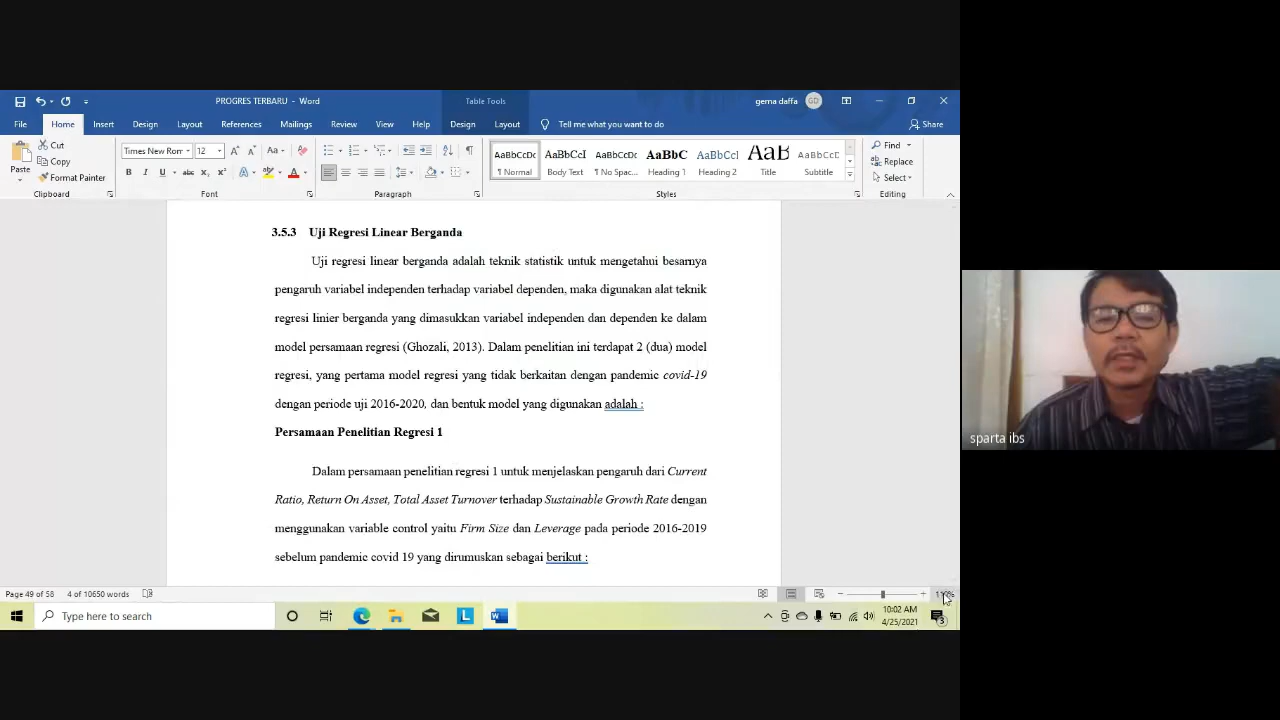 PROGRES TERBARU - Word
Table Tools
gema daffa
GD
File Home Insert Design Layout References Mailings Review View Help Design Layout Tell me what you want to do Share
Paste
Cut
Copy
Format Painter
Clipboard
Times New Rom 12
Font
Paragraph
AaBbCcDc AaBbCcI AaBbCcDc AaBbC AaBbCcl AaB AaBbCcD
¶ Normal Body Text ¶ No Spac... Heading 1 Heading 2 Title Subtitle
Styles
Find
Replace
Select
Editing
3.5.3 Uji Regresi Linear Berganda
Uji regresi linear berganda adalah teknik statistik untuk mengetahui besarnya
pengaruh variabel independen terhadap variabel dependen, maka digunakan alat teknik
regresi linier berganda yang dimasukkan variabel independen dan dependen ke dalam
model persamaan regresi (Ghozali, 2013). Dalam penelitian ini terdapat 2 (dua) model
regresi, yang pertama model regresi yang tidak berkaitan dengan pandemic covid-19
dengan periode uji 2016-2020, dan bentuk model yang digunakan adalah :
Persamaan Penelitian Regresi 1
Dalam persamaan penelitian regresi 1 untuk menjelaskan pengaruh dari Current
Ratio, Return On Asset, Total Asset Turnover terhadap Sustainable Growth Rate dengan
menggunakan variable control yaitu Firm Size dan Leverage pada periode 2016-2019
sebelum pandemic covid 19 yang dirumuskan sebagai berikut :
Page 49 of 58 4 of 10650 words
Type here to search
10:02 AM
4/25/2021
3
sparta ibs